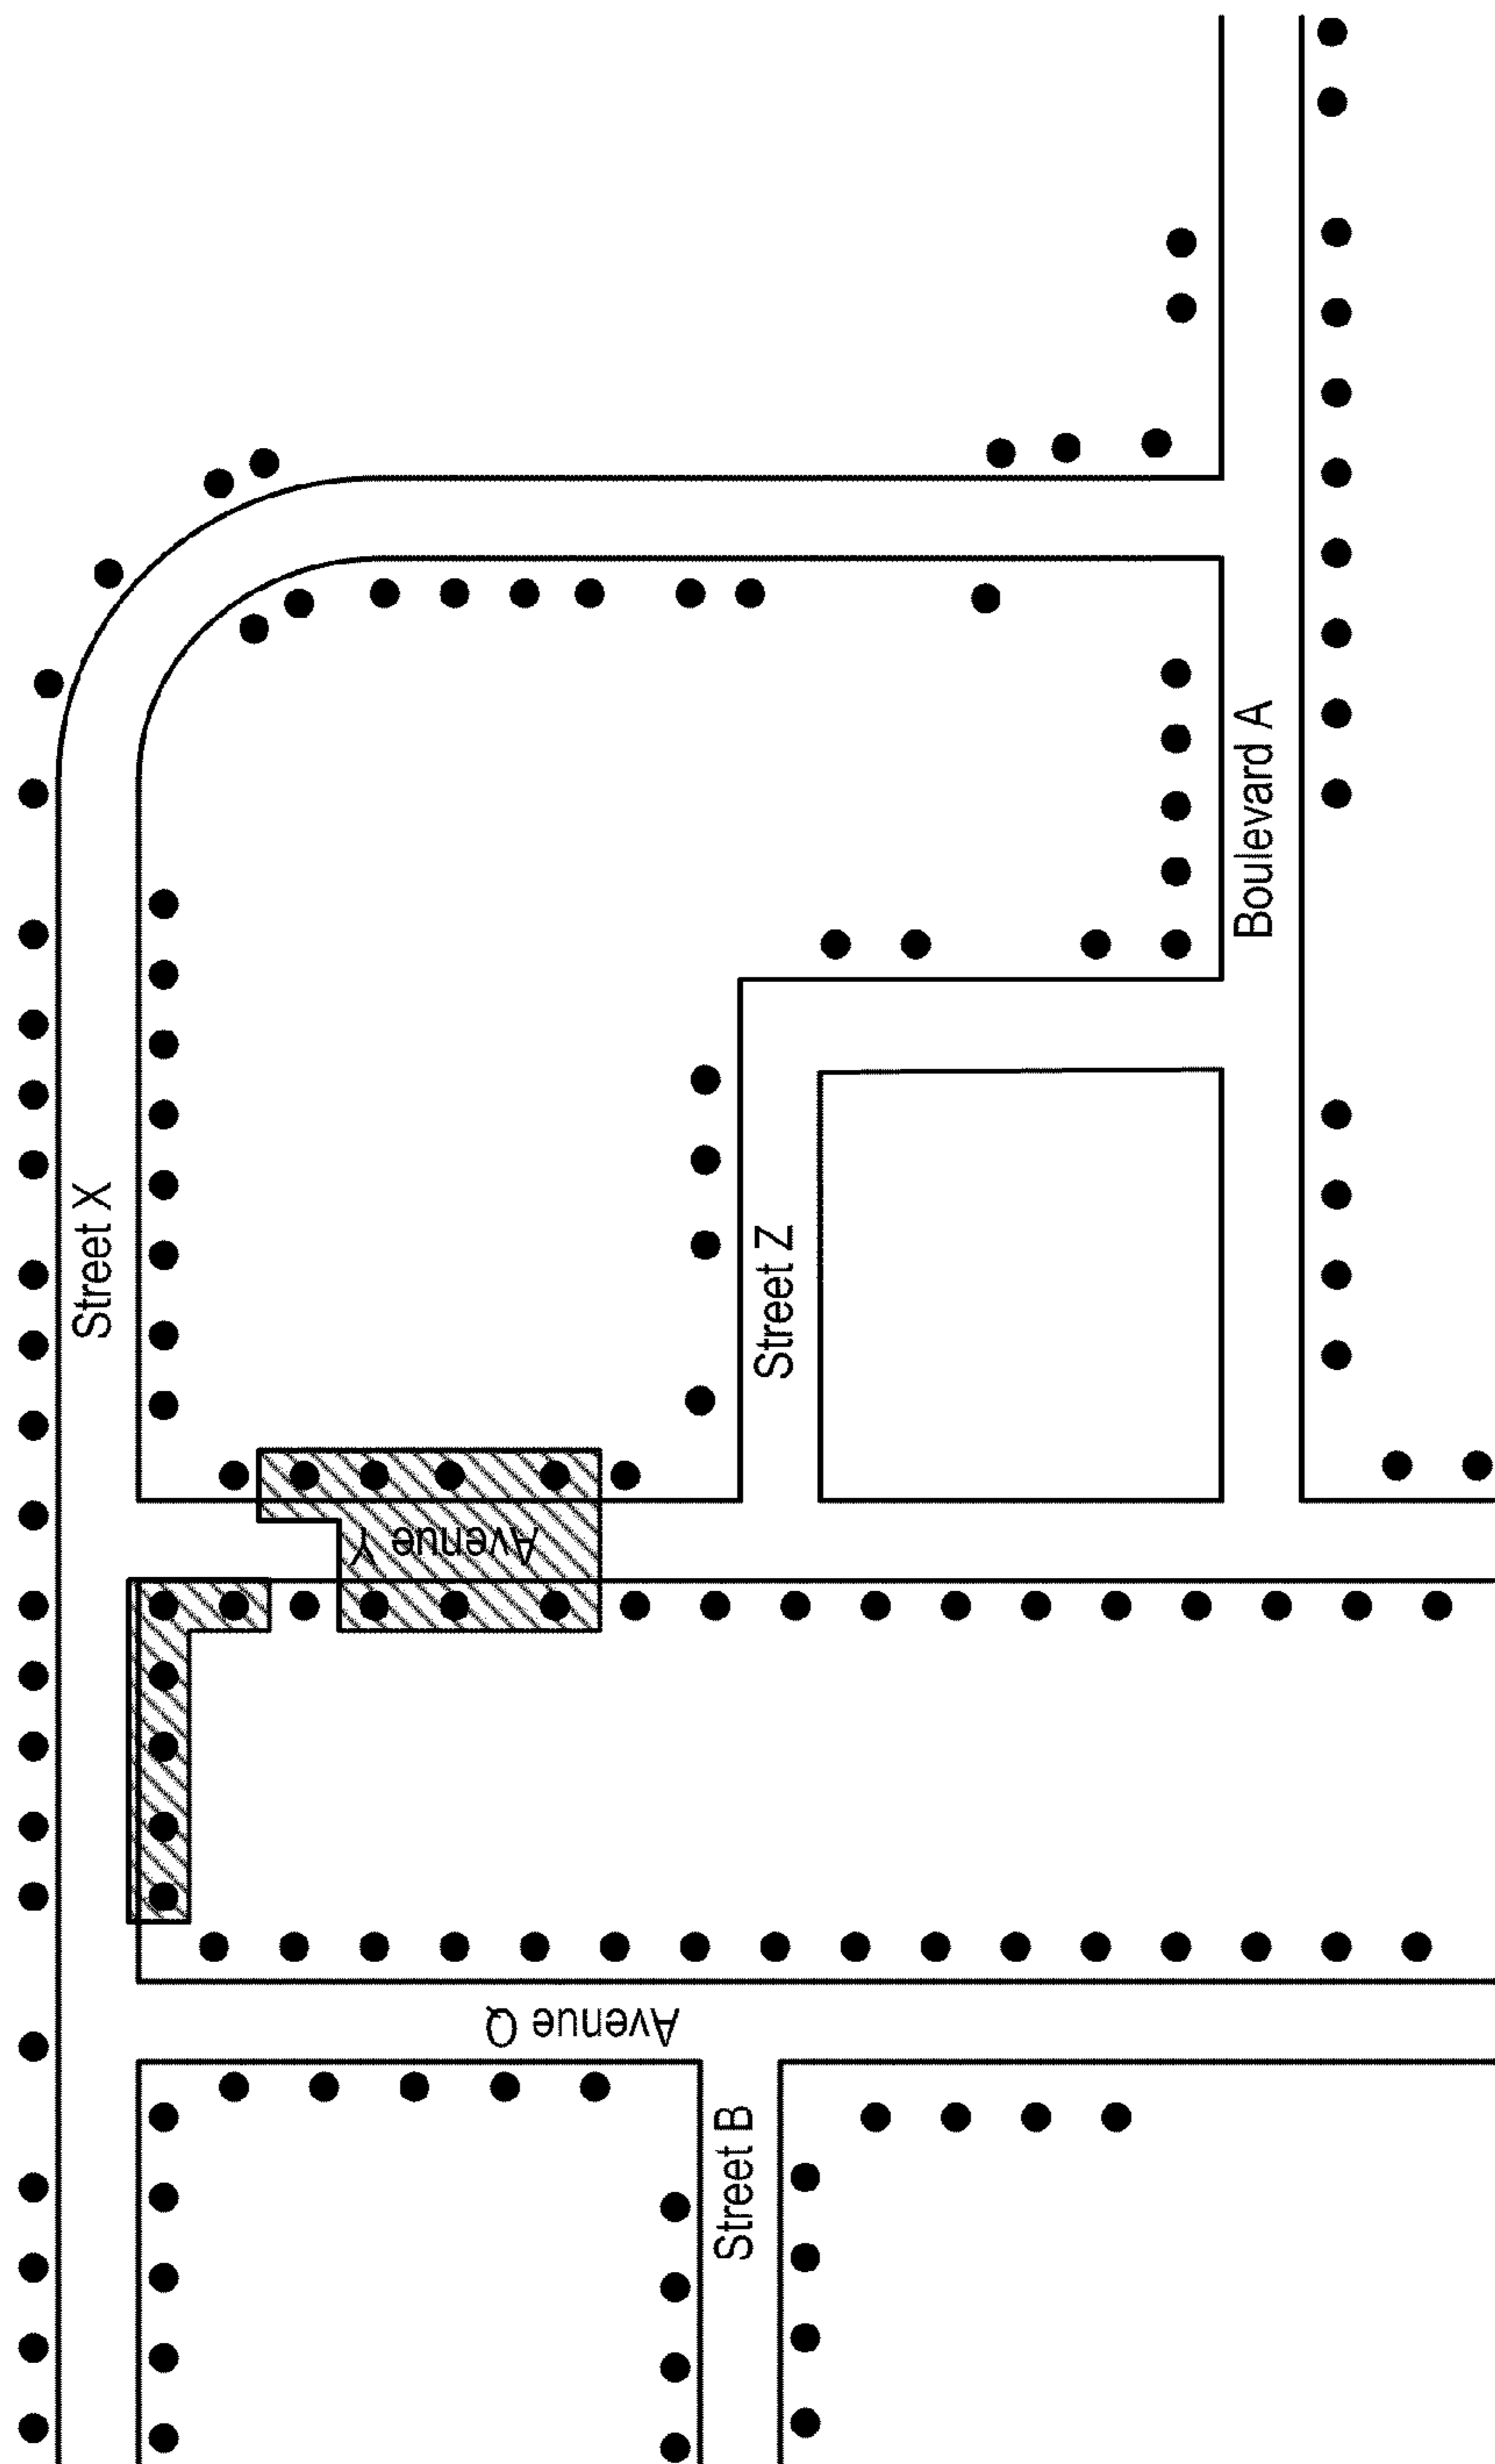 Boulevard A
Street X
Street Z
Avenue Y
Avenue Q
Street B